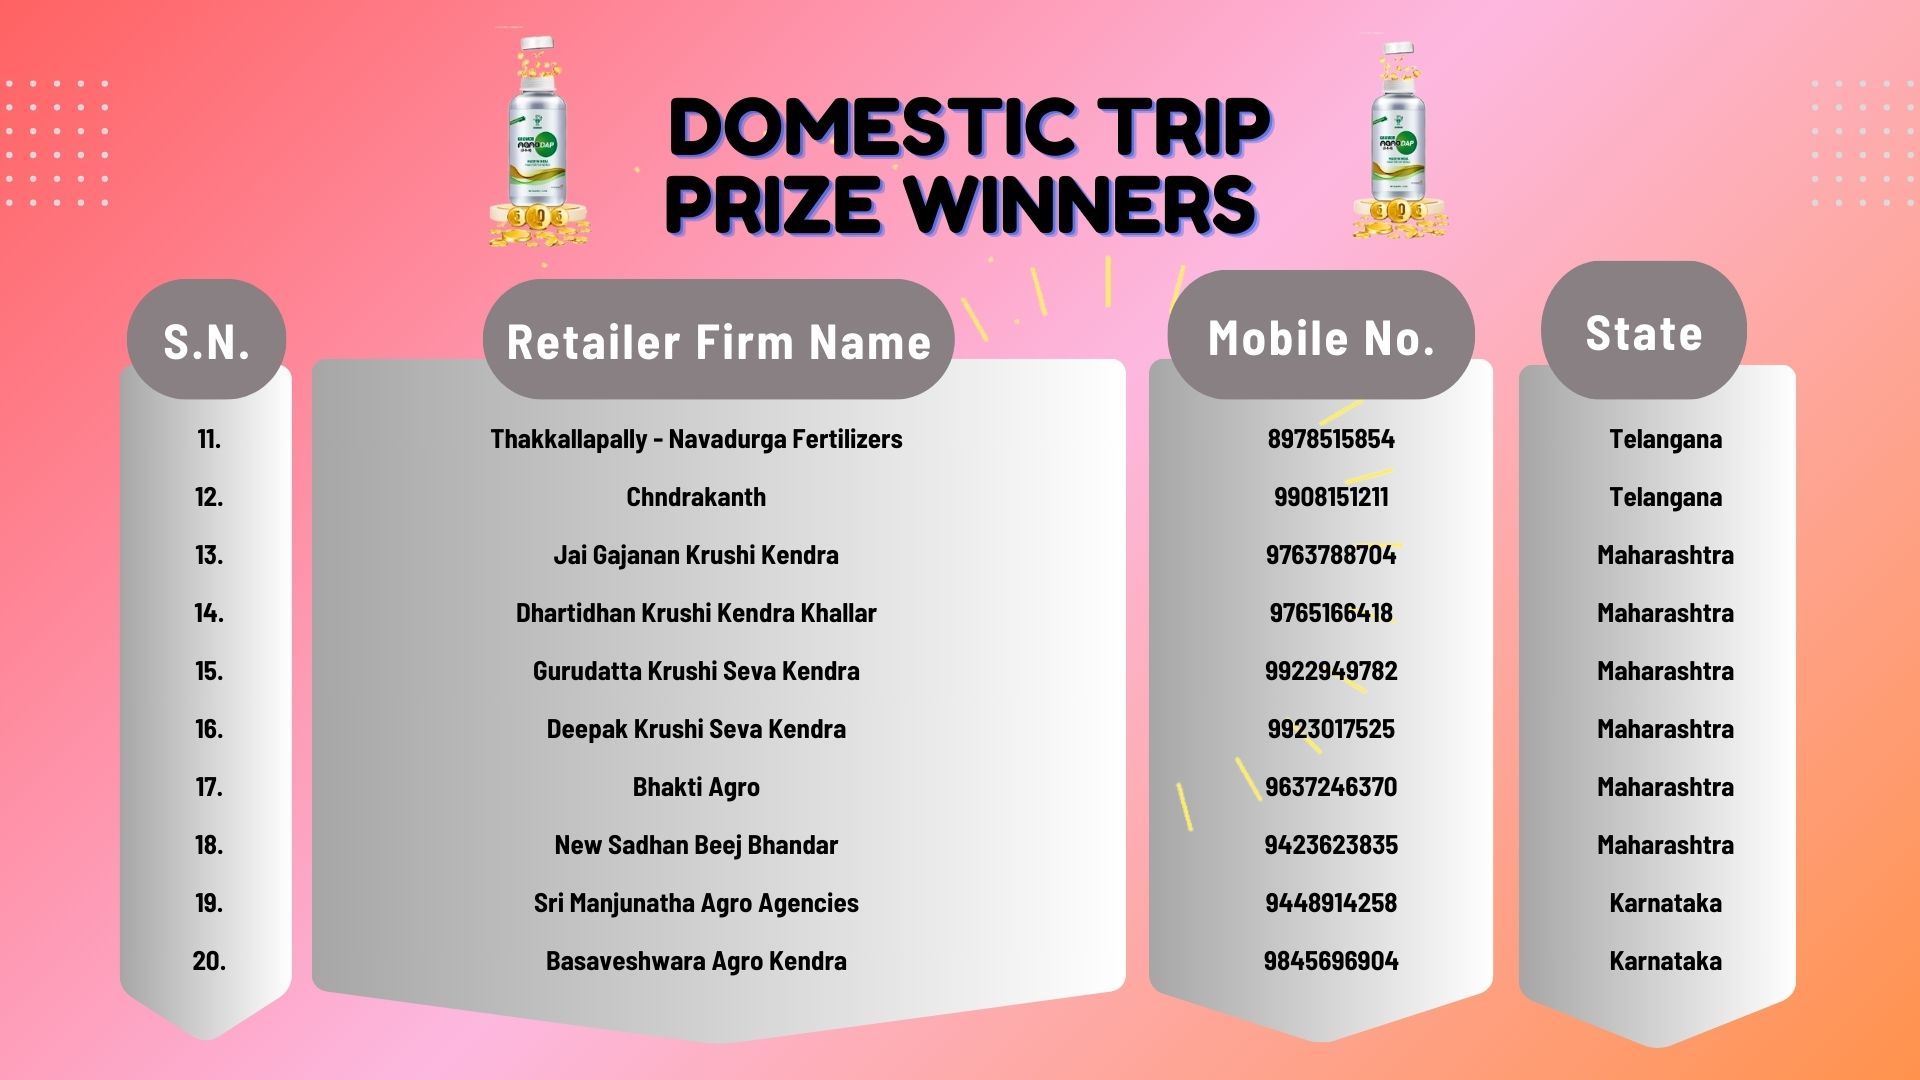 DOMESTIC TRIP
PRIZE WINNERS
S.N. Retailer Firm Name Mobile No. State
11. Thakkallapally - Navadurga Fertilizers 8978515854 Telangana
12. Chndrakanth 9908151211 Telangana
13. Jai Gajanan Krushi Kendra 9763788704 Maharashtra
14. Dhartidhan Krushi Kendra Khallar 9765166418 Maharashtra
15. Gurudatta Krushi Seva Kendra 9922949782 Maharashtra
16. Deepak Krushi Seva Kendra 9923017525 Maharashtra
17. Bhakti Agro 9637246370 Maharashtra
18. New Sadhan Beej Bhandar 9423623835 Maharashtra
19. Sri Manjunatha Agro Agencies 9448914258 Karnataka
20. Basaveshwara Agro Kendra 9845696904 Karnataka
nanoDAP
nanoDAP